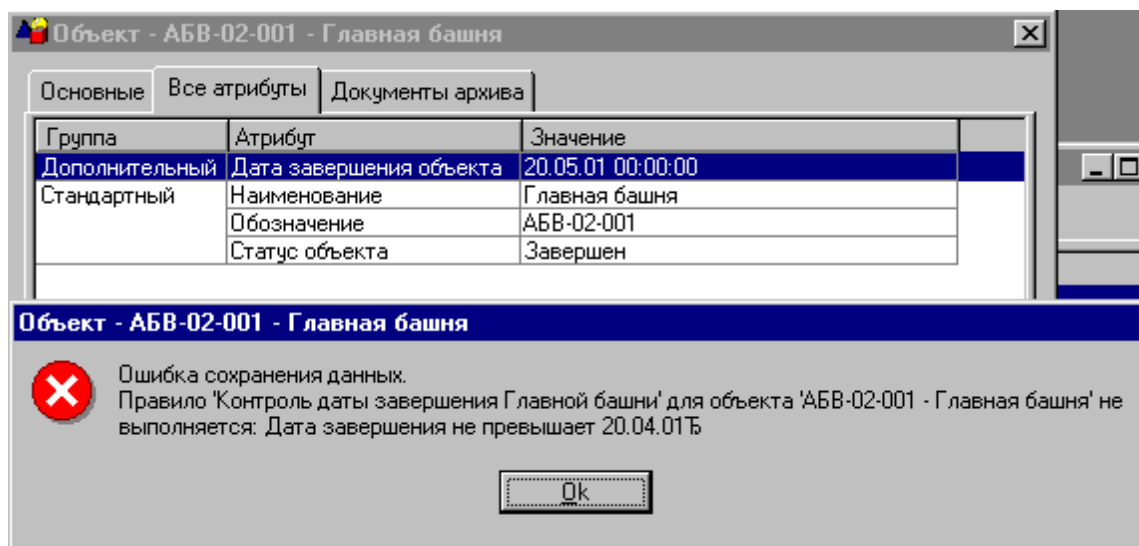 Объект - АБВ-02-001 - Главная башня
Основные Все атрибуты Документы архива
Группа Атрибут Значение
Дополнительный Дата завершения объекта 20.05.01 00:00:00
Стандартный Наименование Главная башня
Обозначение АБВ-02-001
Статус объекта Завершен
Объект - АБВ-02-001 - Главная башня
Ошибка сохранения данных.
Правило 'Контроль даты завершения Главной башни' для объекта 'АБВ-02-001 - Главная башня' не
выполняется: Дата завершения не превышает 20.04.01Ђ
Ok